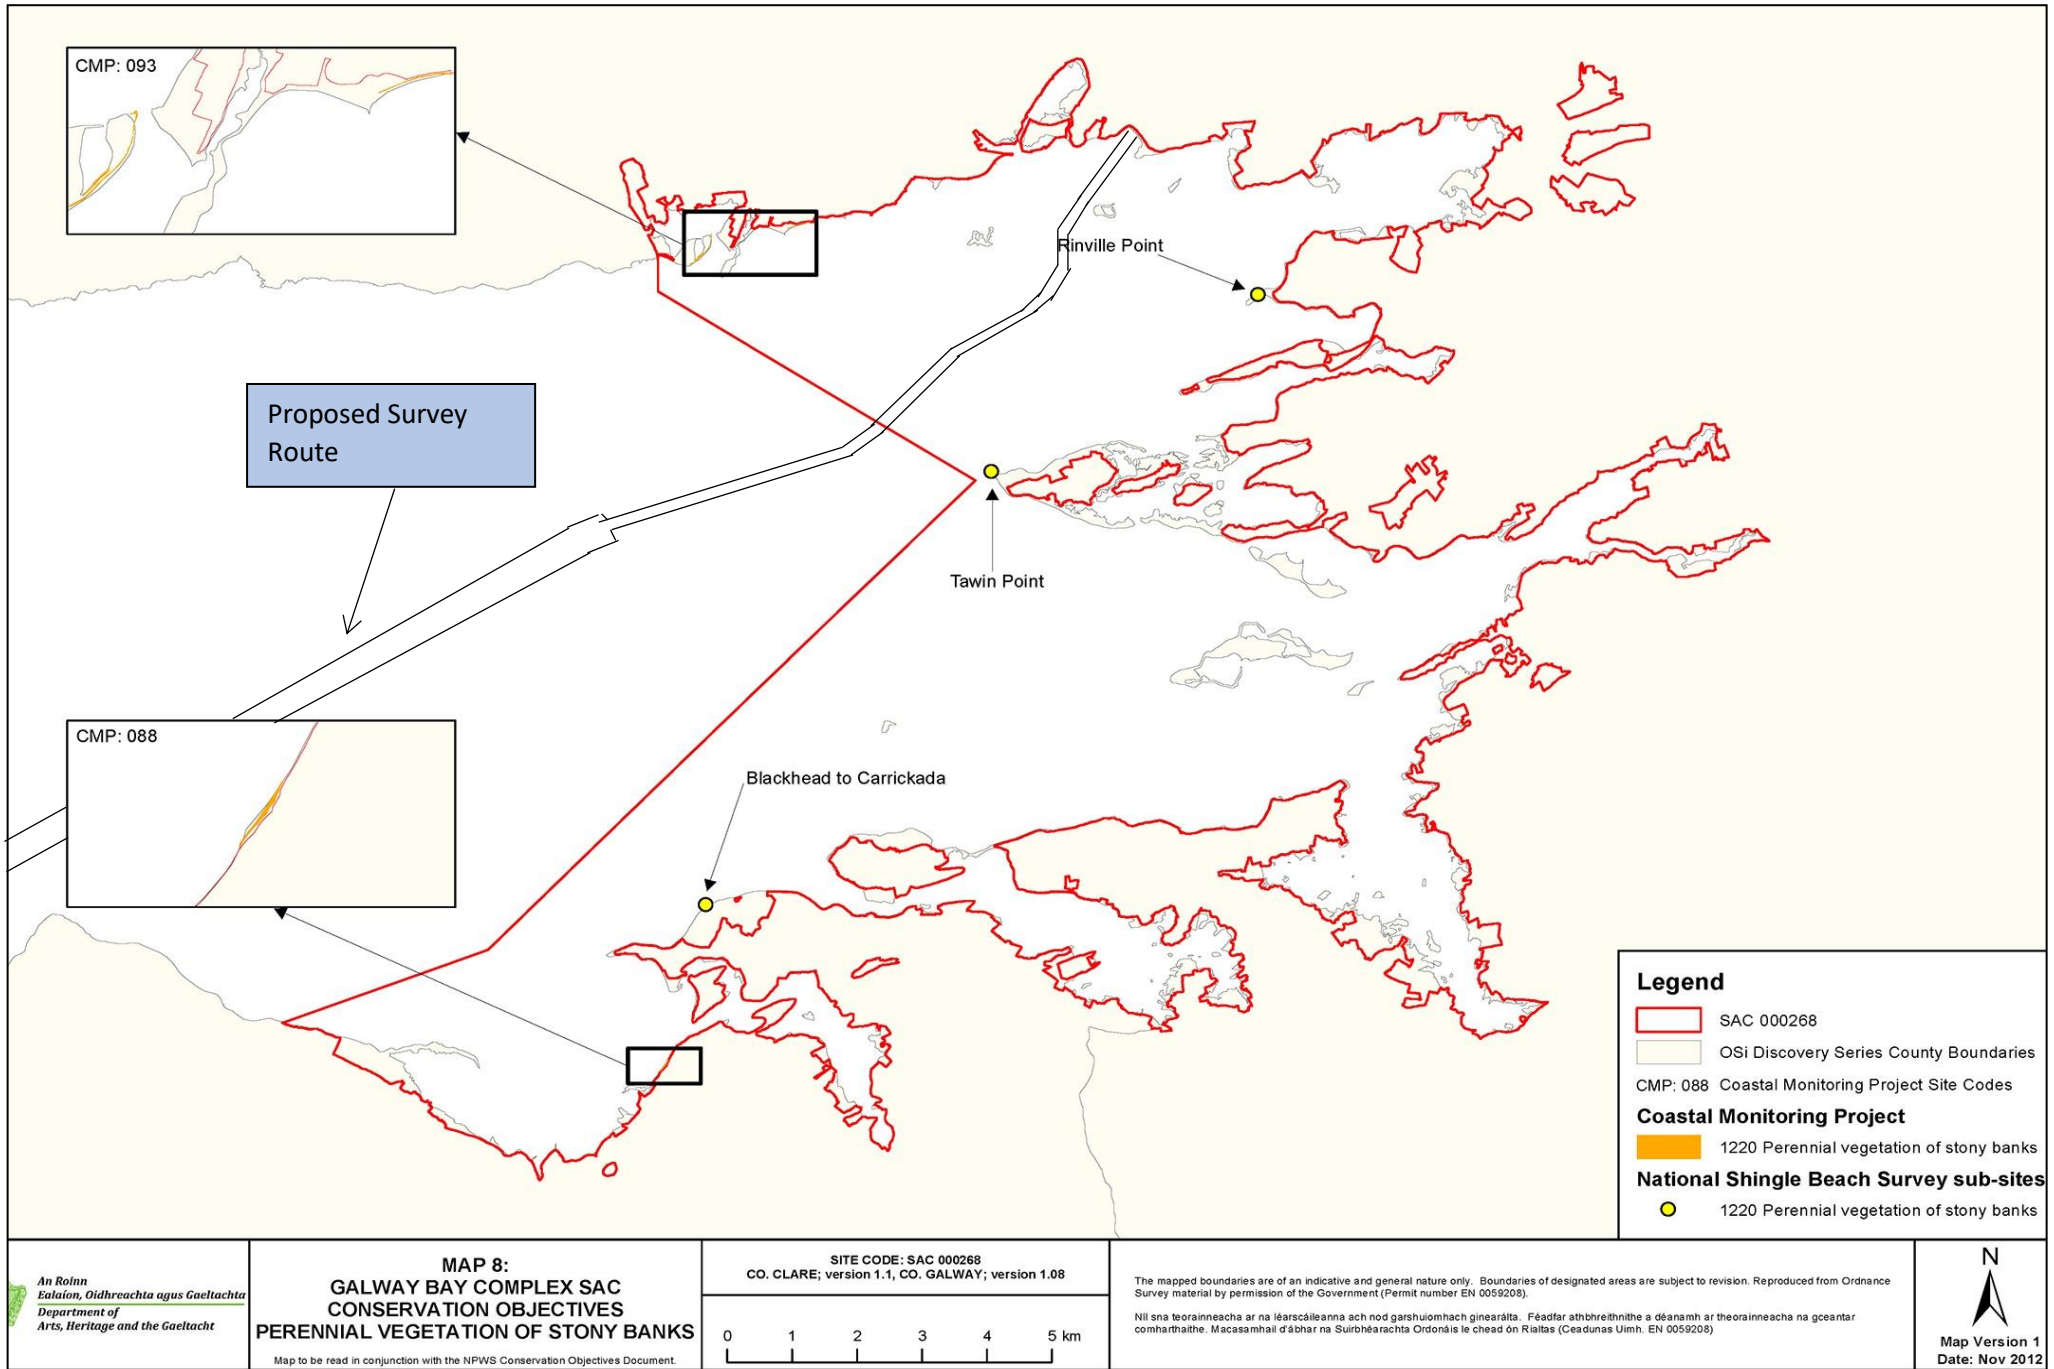 CMP: 093
Rinville Point
Proposed Survey
Route
Tawin Point
CMP: 088
Blackhead to Carrickada
Legend
SAC 000268
OSi Discovery Series County Boundaries
CMP: 088 Coastal Monitoring Project Site Codes
Coastal Monitoring Project
1220 Perennial vegetation of stony banks
National Shingle Beach Survey sub-sites
1220 Perennial vegetation of stony banks
An Roinn
Ealaíon, Oidhreachta agus Gaeltachta
Department of
Arts, Heritage and the Gaeltacht
MAP 8:
GALWAY BAY COMPLEX SAC
CONSERVATION OBJECTIVES
PERENNIAL VEGETATION OF STONY BANKS
Map to be read in conjunction with the NPWS Conservation Objectives Document.
SITE CODE: SAC 000268
CO. CLARE; version 1.1, CO. GALWAY; version 1.08
0 1 2 3 4 5 km
The mapped boundaries are of an indicative and general nature only. Boundaries of designated areas are subject to revision. Reproduced from Ordnance
Survey material by permission of the Government (Permit number EN 0059208).
Níl sna teorainneacha ar na léarscáileanna ach nod garshuiomhach ginearálta. Féadfar athbhreithnithe a déanamh ar theorainneacha na gceantar
comharthaithe. Macasamhail d'ábhar na Suirbhéarachta Ordonáis le chead ón Rialtas (Ceadunas Uimh. EN 0059208)
N
Map Version 1
Date: Nov 2012